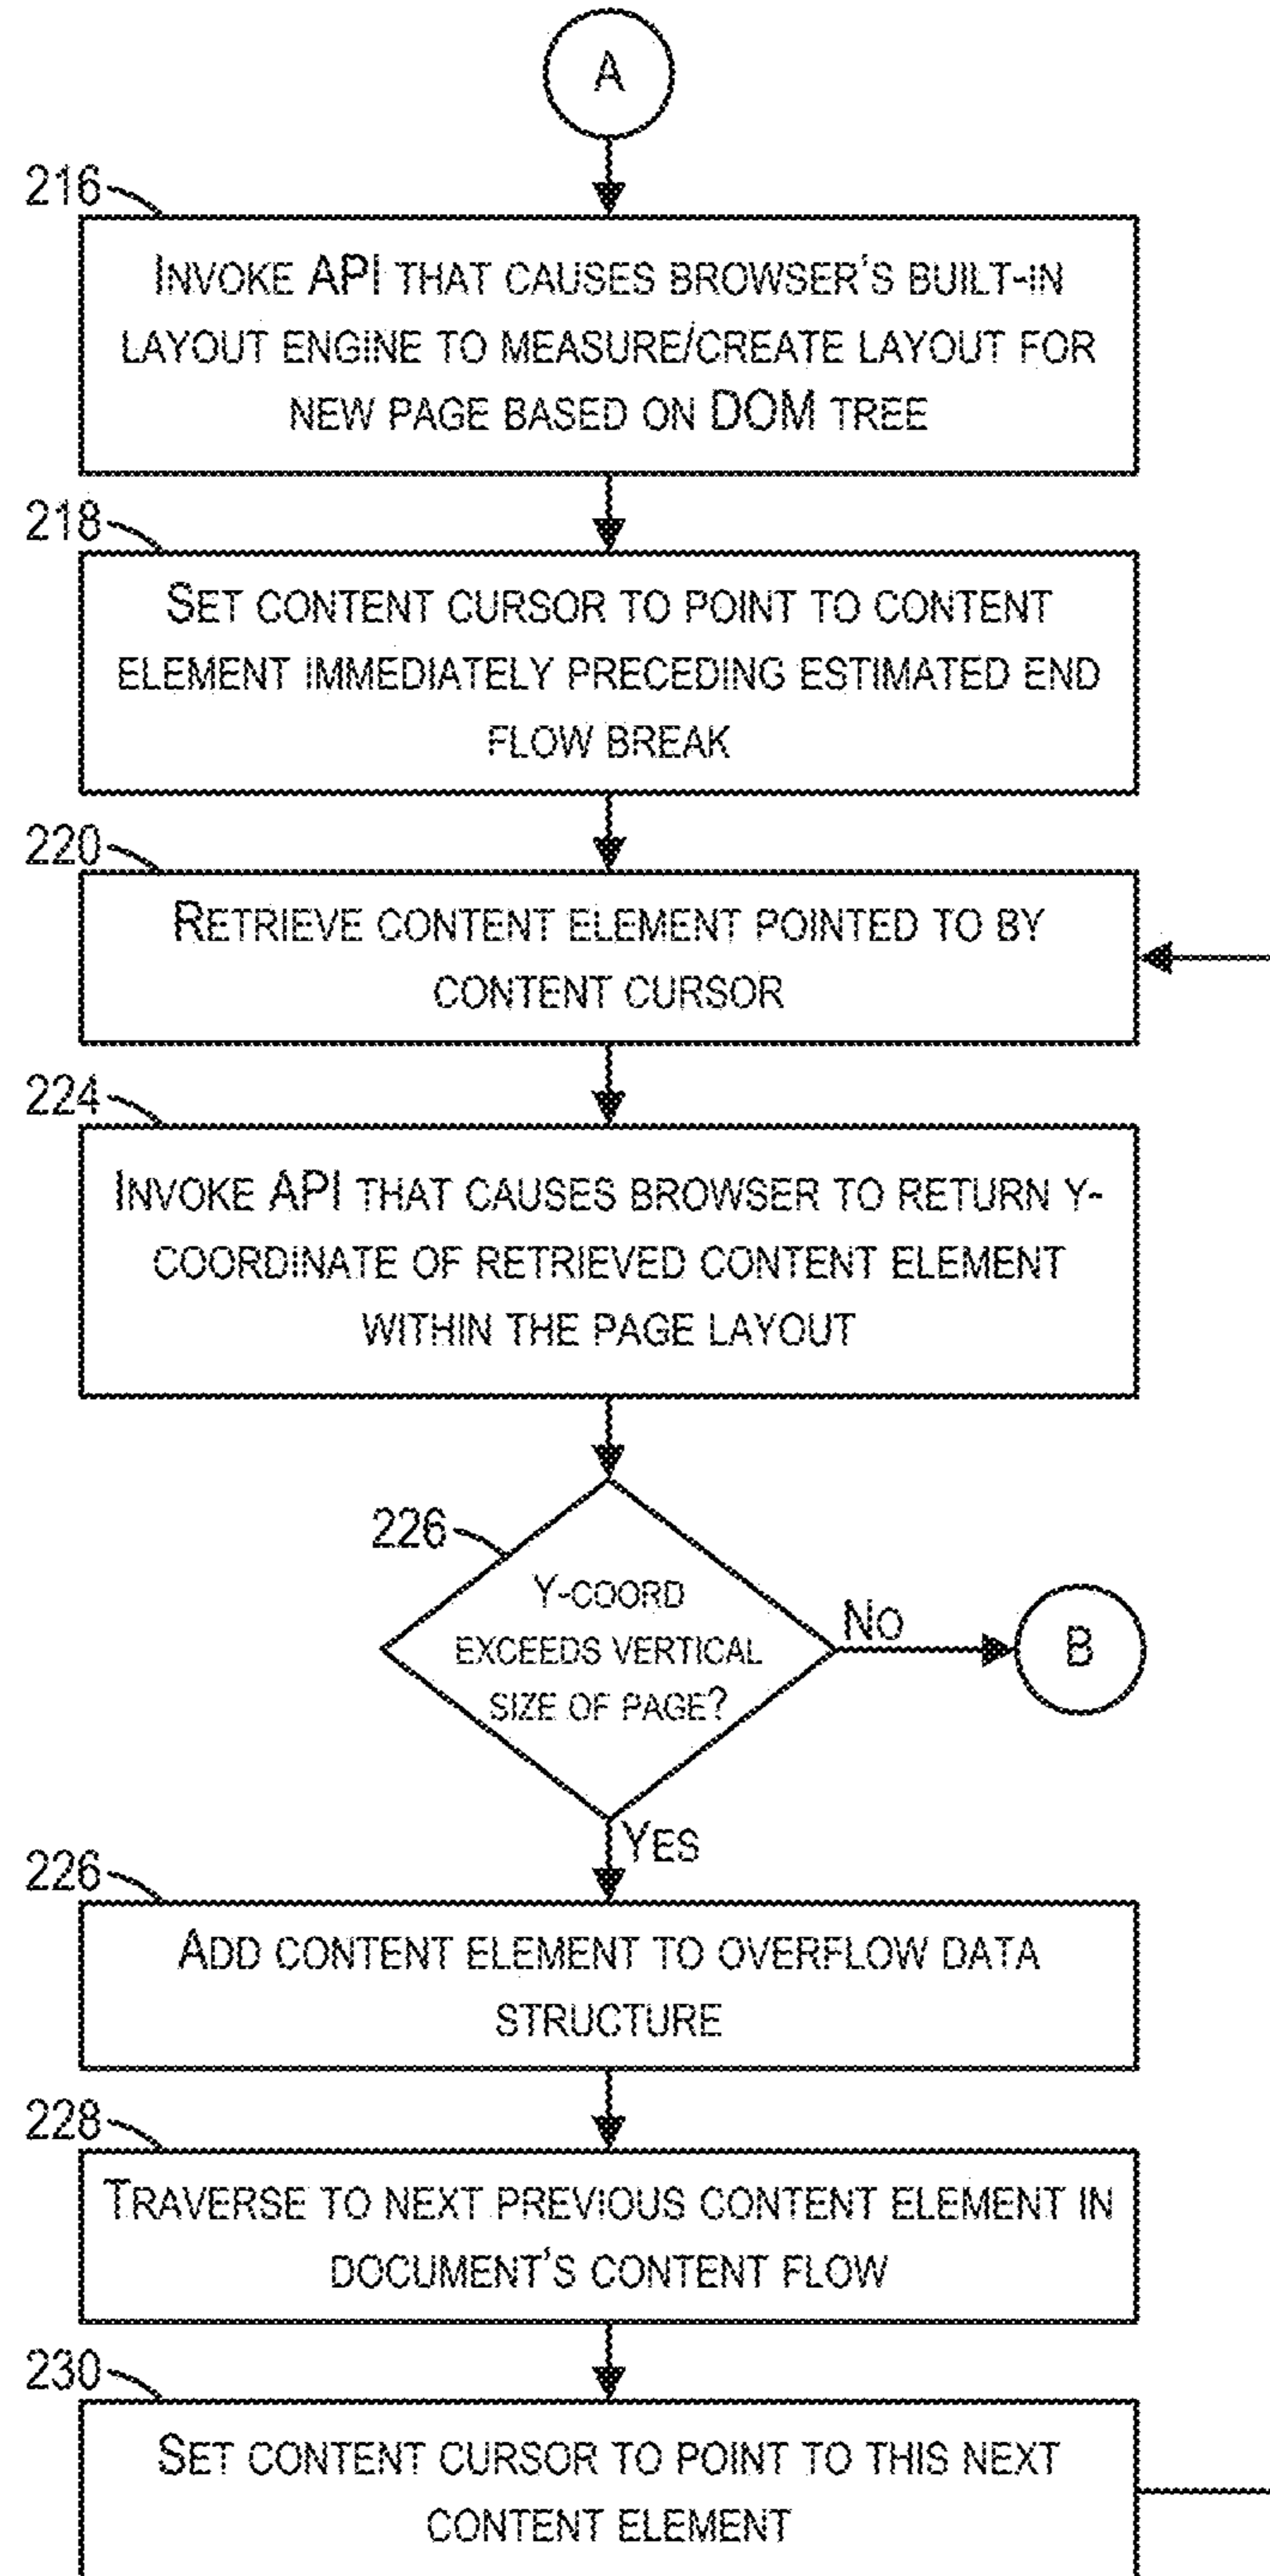 A
216
INVOKE API THAT CAUSES BROWSER'S BUILT-IN
LAYOUT ENGINE TO MEASURE/CREATE LAYOUT FOR
NEW PAGE BASED ON DOM TREE
218
SET CONTENT CURSOR TO POINT TO CONTENT
ELEMENT IMMEDIATELY PRECEDING ESTIMATED END
FLOW BREAK
220
RETRIEVE CONTENT ELEMENT POINTED TO BY
CONTENT CURSOR
224
INVOKE API THAT CAUSES BROWSER TO RETURN Y-
COORDINATE OF RETRIEVED CONTENT ELEMENT
WITHIN THE PAGE LAYOUT
226
Y-COORD
EXCEEDS VERTICAL
SIZE OF PAGE?
NO
B
YES
226
ADD CONTENT ELEMENT TO OVERFLOW DATA
STRUCTURE
228
TRAVERSE TO NEXT PREVIOUS CONTENT ELEMENT IN
DOCUMENT'S CONTENT FLOW
230
SET CONTENT CURSOR TO POINT TO THIS NEXT
CONTENT ELEMENT